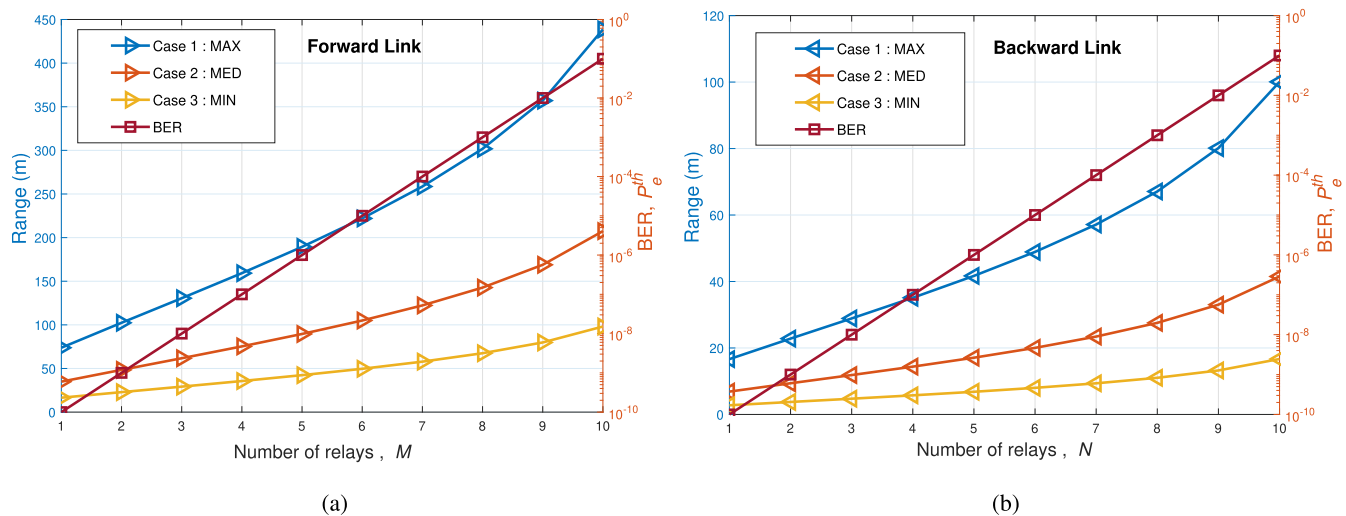 Forward Link
Case 1 : MAX
Case 2 : MED
Case 3 : MIN
BER
Range (m)
450
400
350
300
250
200
150
100
50
0
1 2 3 4 5 6 7 8 9 10
Number of relays , M
10^0
10^-2
10^-4
10^-6
10^-8
10^-10
BER, P_e^th
(a)
Backward Link
Case 1 : MAX
Case 2 : MED
Case 3 : MIN
BER
Range (m)
120
100
80
60
40
20
0
1 2 3 4 5 6 7 8 9 10
Number of relays , N
10^0
10^-2
10^-4
10^-6
10^-8
10^-10
BER, P_e^th
(b)